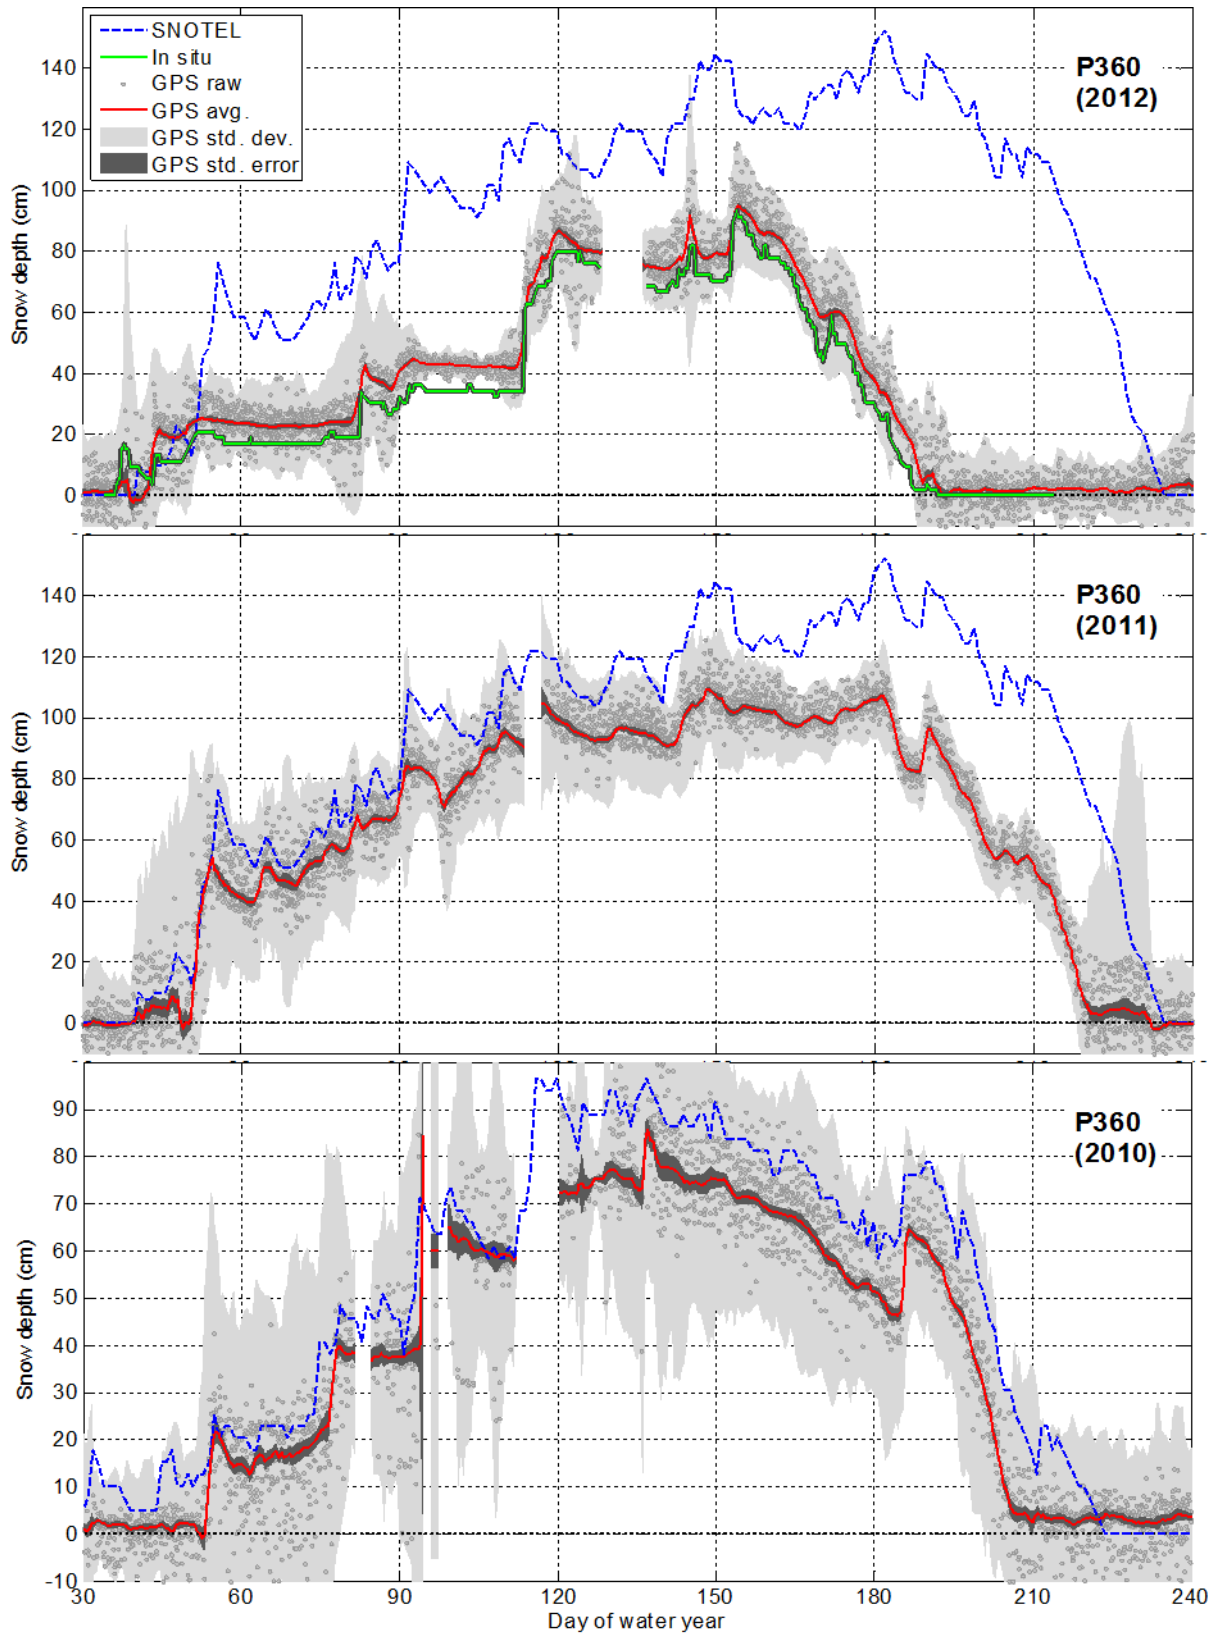 SNOTEL
In situ
GPS raw
GPS avg.
GPS std. dev.
GPS std. error
P360
(2012)
140
120
100
80
60
40
20
0
Snow depth (cm)
P360
(2011)
140
120
100
80
60
40
20
0
Snow depth (cm)
P360
(2010)
90
80
70
60
50
40
30
20
10
0
-10
Snow depth (cm)
30 60 90 120 150 180 210 240
Day of water year